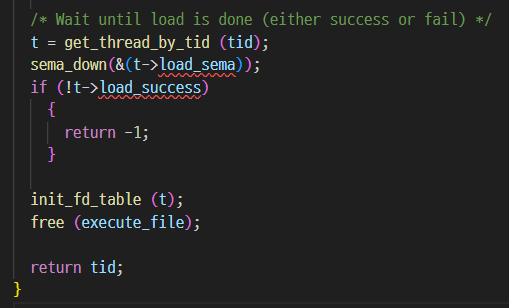 /* Wait until load is done (either success or fail) */
t = get_thread_by_tid (tid);
sema_down(&(t->load_sema));
if (!t->load_success)
{
return -1;
}
init_fd_table (t);
free (execute_file);
return tid;
}